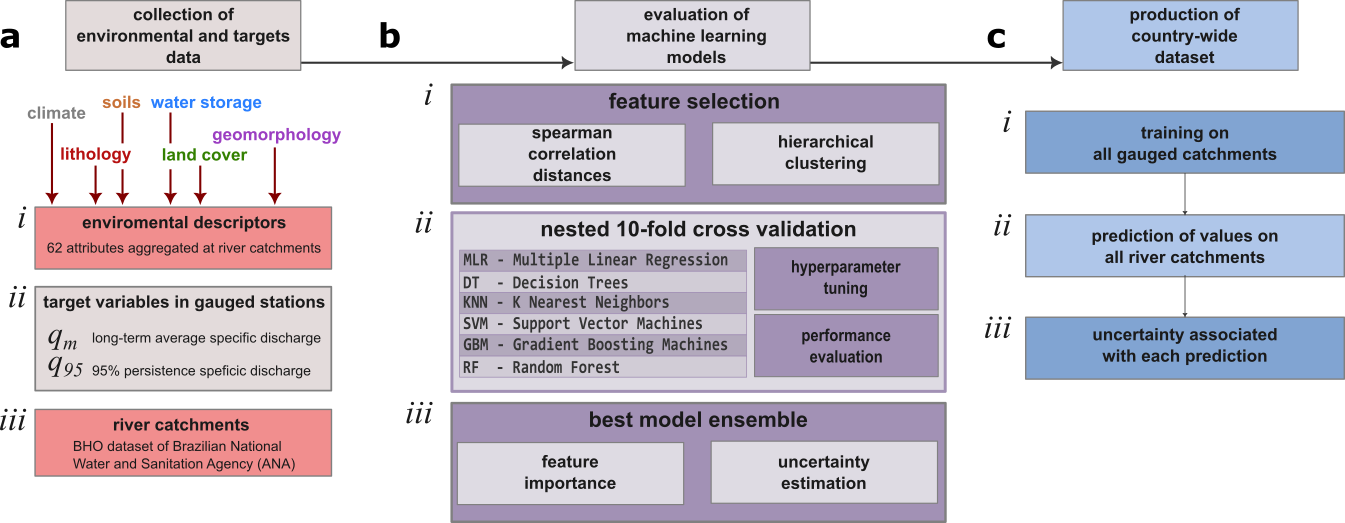 a
collection of
environmental and targets
data
climate
soils
water storage
lithology
land cover
geomorphology
i
enviromental descriptors
62 attributes aggregated at river catchments
ii
target variables in gauged stations
qm long-term average specific discharge
q95 95% persistence speficic discharge
iii
river catchments
BHO dataset of Brazilian National
Water and Sanitation Agency (ANA)
b
evaluation of
machine learning
models
i
feature selection
spearman
correlation
distances
hierarchical
clustering
ii
nested 10-fold cross validation
MLR - Multiple Linear Regression
DT - Decision Trees
KNN - K Nearest Neighbors
SVM - Support Vector Machines
GBM - Gradient Boosting Machines
RF - Random Forest
hyperparameter
tuning
performance
evaluation
iii
best model ensemble
feature
importance
uncertainty
estimation
c
production of
country-wide
dataset
i
training on
all gauged catchments
ii
prediction of values on
all river catchments
iii
uncertainty associated
with each prediction